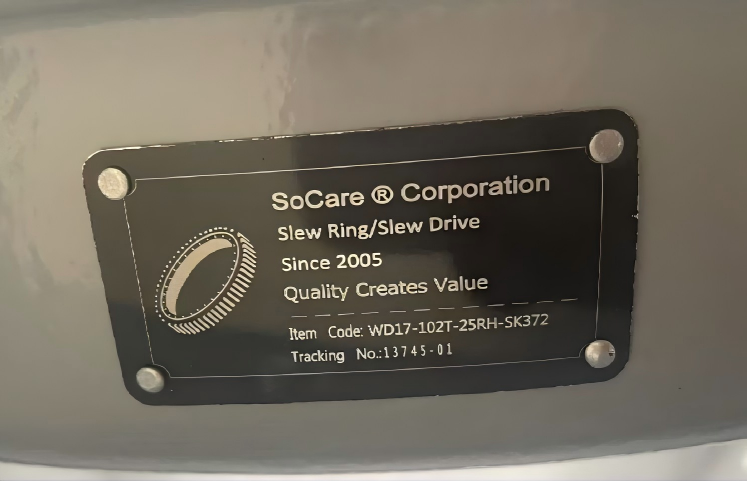 SoCare ® Corporation
Slew Ring/Slew Drive
Since 2005
Quality Creates Value
Item Code: WD17-102T-25RH-SK372
Tracking No.:13745-01